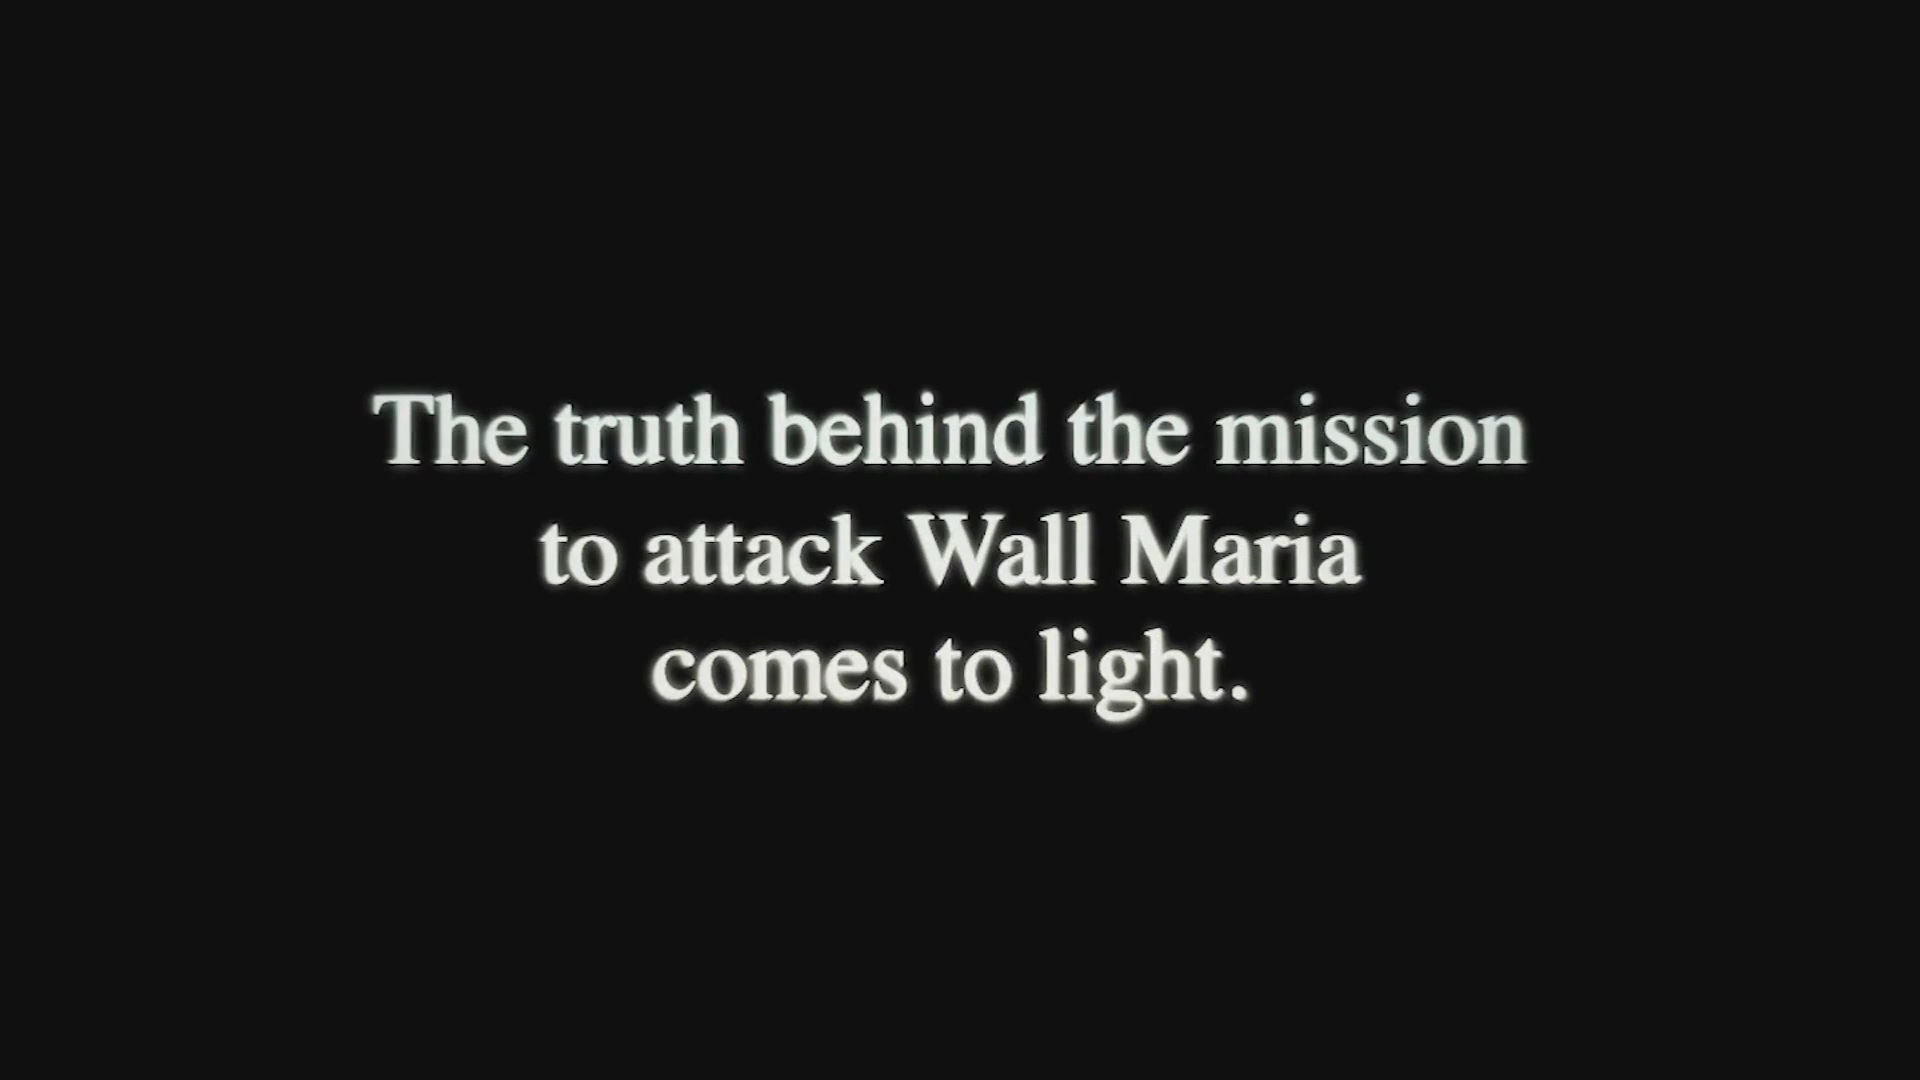 The truth behind the mission
to attack Wall Maria
comes to light.